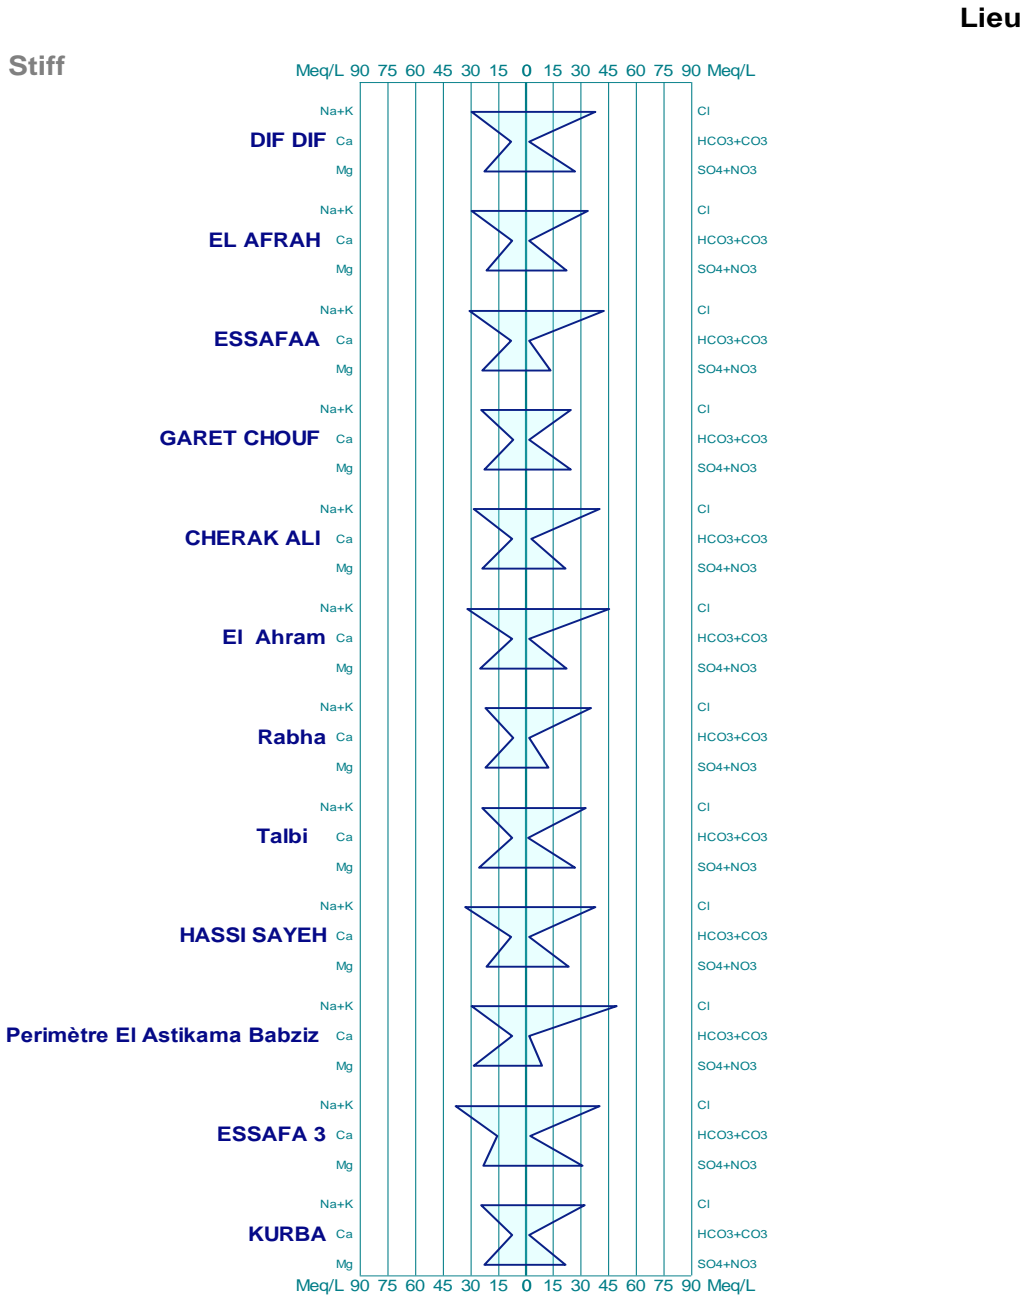 Lieu
Stiff
Meq/L 90 75 60 45 30 15 0 15 30 45 60 75 90 Meq/L
Na+K Cl
DIF DIF Ca HCO3+CO3
Mg SO4+NO3
Na+K Cl
EL AFRAH Ca HCO3+CO3
Mg SO4+NO3
Na+K Cl
ESSAFAA Ca HCO3+CO3
Mg SO4+NO3
Na+K Cl
GARET CHOUF Ca HCO3+CO3
Mg SO4+NO3
Na+K Cl
CHERAK ALI Ca HCO3+CO3
Mg SO4+NO3
Na+K Cl
El Ahram Ca HCO3+CO3
Mg SO4+NO3
Na+K Cl
Rabha Ca HCO3+CO3
Mg SO4+NO3
Na+K Cl
Talbi Ca HCO3+CO3
Mg SO4+NO3
Na+K Cl
HASSI SAYEH Ca HCO3+CO3
Mg SO4+NO3
Na+K Cl
Perimètre El Astikama Babziz Ca HCO3+CO3
Mg SO4+NO3
Na+K Cl
ESSAFA 3 Ca HCO3+CO3
Mg SO4+NO3
Na+K Cl
KURBA Ca HCO3+CO3
Mg SO4+NO3
Meq/L 90 75 60 45 30 15 0 15 30 45 60 75 90 Meq/L